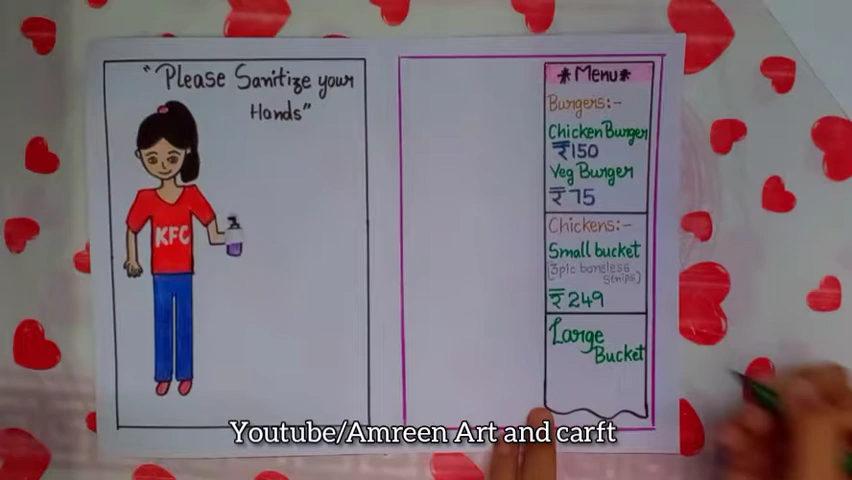 "Please Sanitize your
Hands"
KFC
*Menu*
Burgers:-
Chicken Burger
₹150
Veg Burger
₹75
Chickens:-
Small bucket
[3pic boneless
strips]
₹249
Large
Bucket
Youtube/Amreen Art and carft